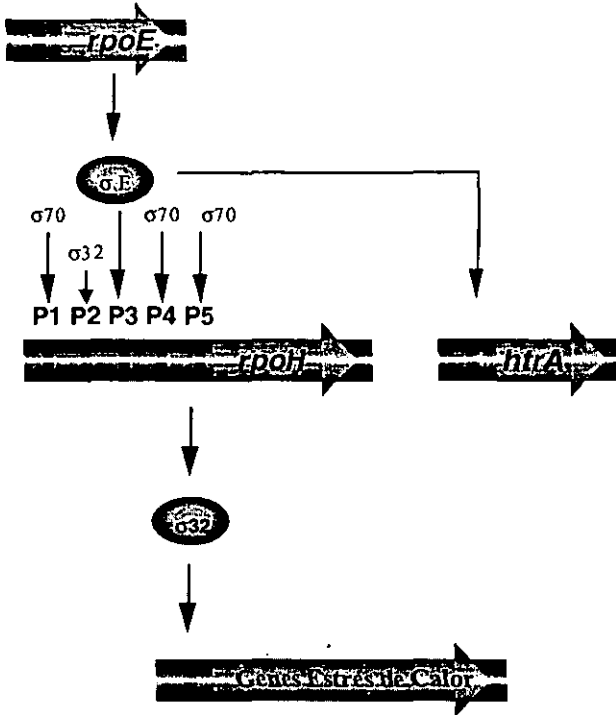 rpoE
σE
σ70 σ70 σ70
σ32
P1 P2 P3 P4 P5
rpoH htrA
σ32
Genes Estrés de Calor